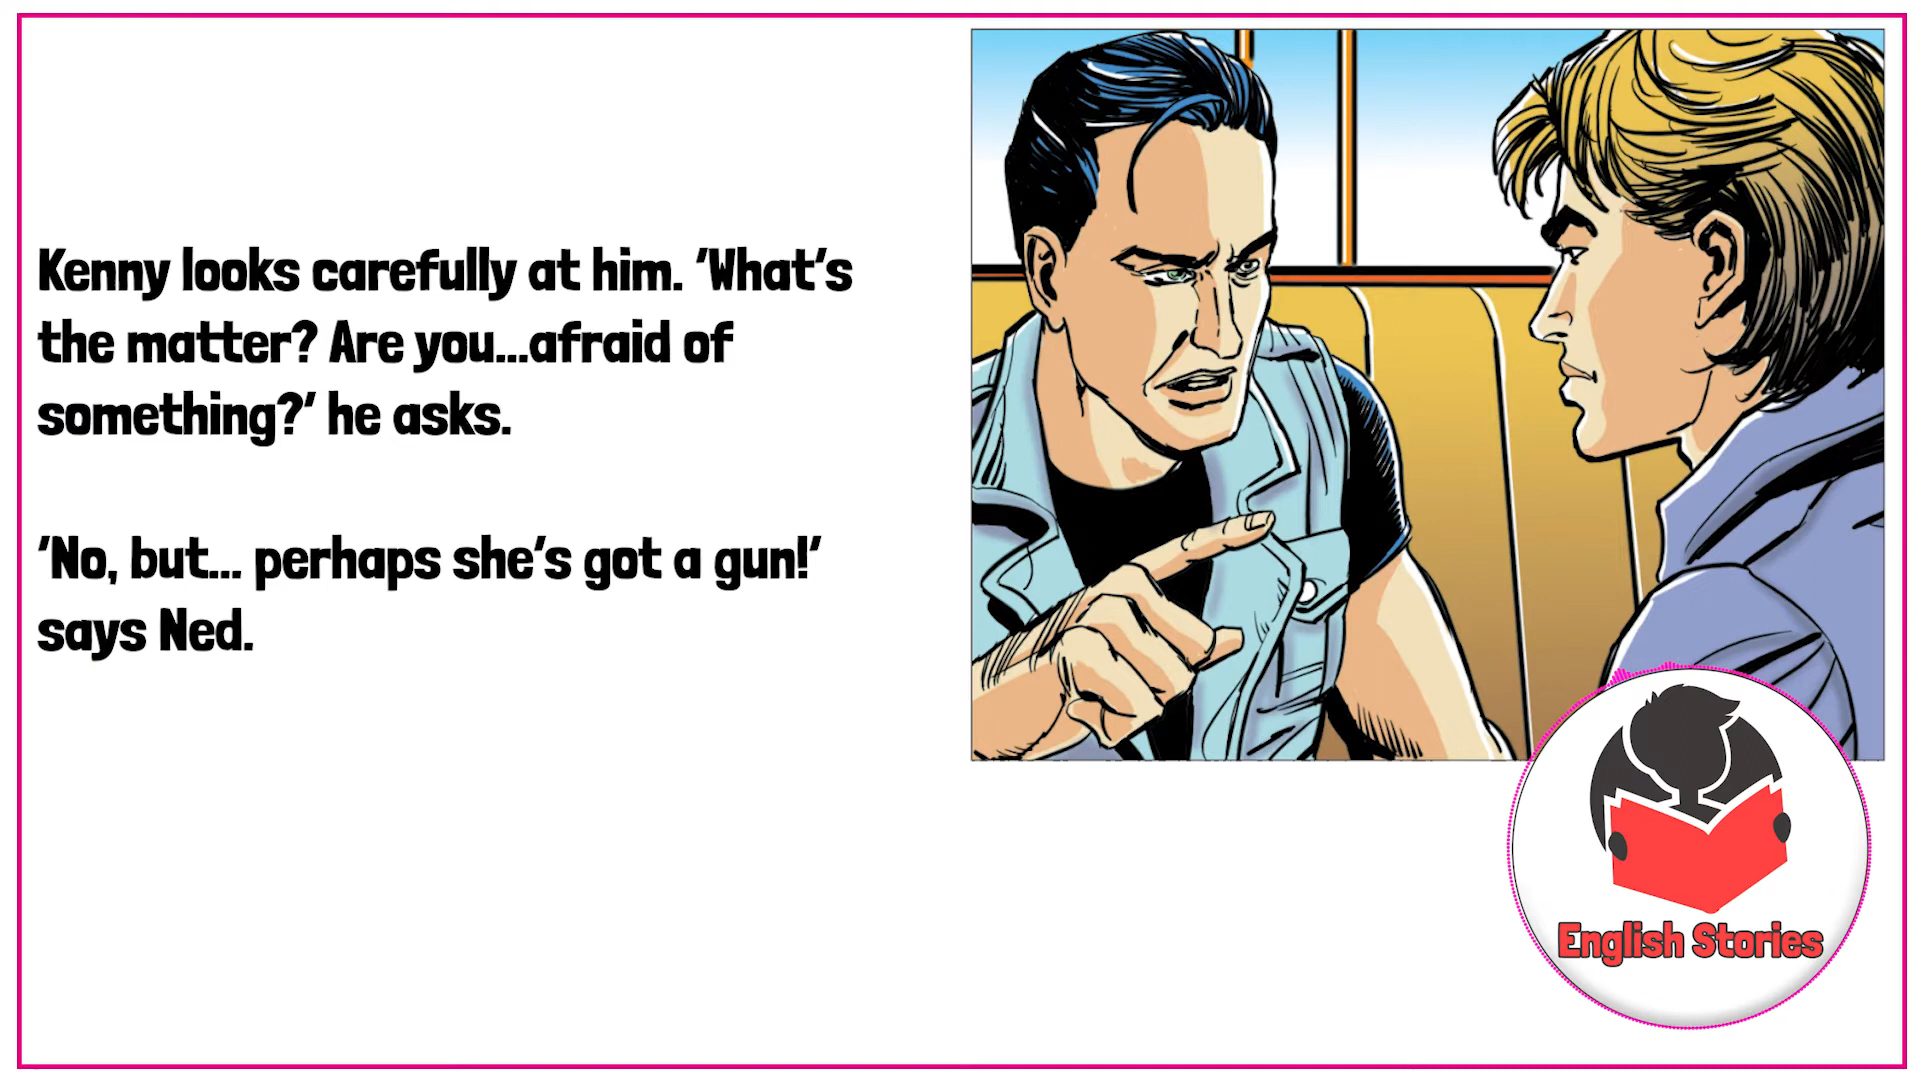 Kenny looks carefully at him. ‘What’s
the matter? Are you...afraid of
something?’ he asks.
‘No, but... perhaps she’s got a gun!’
says Ned.
English Stories